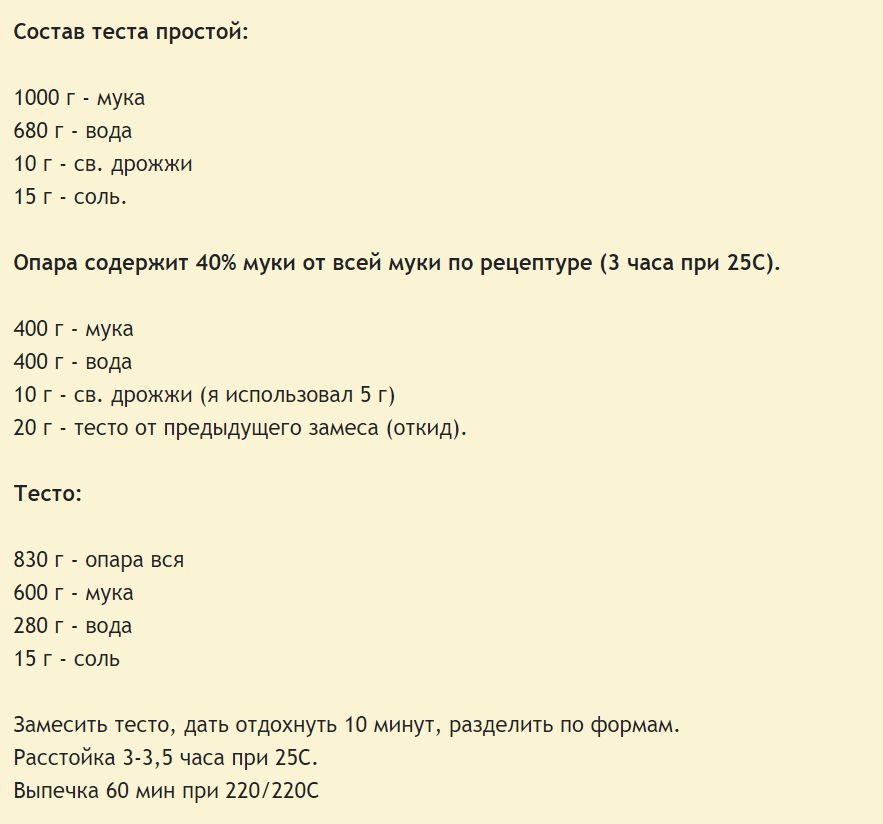 Состав теста простой:
1000 г - мука
680 г - вода
10 г - св. дрожжи
15 г - соль.
Опара содержит 40% муки от всей муки по рецептуре (3 часа при 25С).
400 г - мука
400 г - вода
10 г - св. дрожжи (я использовал 5 г)
20 г - тесто от предыдущего замеса (откид).
Тесто:
830 г - опара вся
600 г - мука
280 г - вода
15 г - соль
Замесить тесто, дать отдохнуть 10 минут, разделить по формам.
Расстойка 3-3,5 часа при 25С.
Выпечка 60 мин при 220/220С